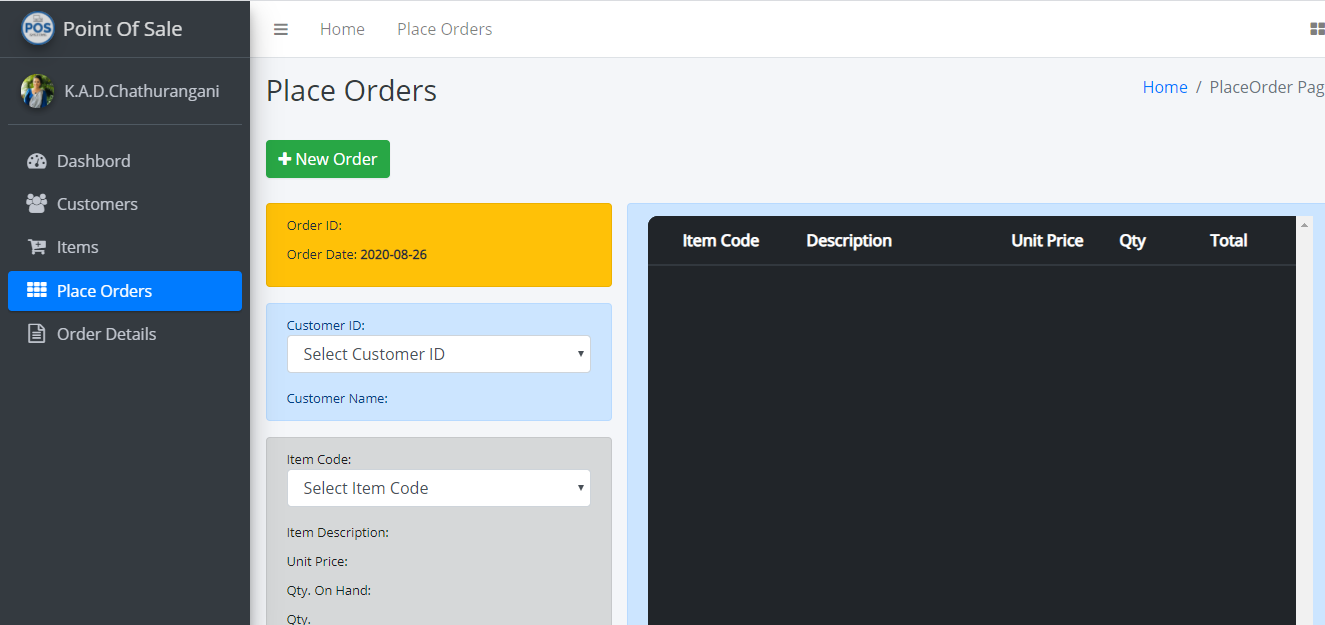 POS Point Of Sale
Home Place Orders
K.A.D.Chathurangani
Place Orders
Home / PlaceOrder Pag
Dashbord
Customers
Items
Place Orders
Order Details
New Order
Order ID:
Order Date: 2020-08-26
Customer ID:
Select Customer ID
Customer Name:
Item Code:
Select Item Code
Item Description:
Unit Price:
Qty. On Hand:
Qty.
Item Code Description Unit Price Qty Total